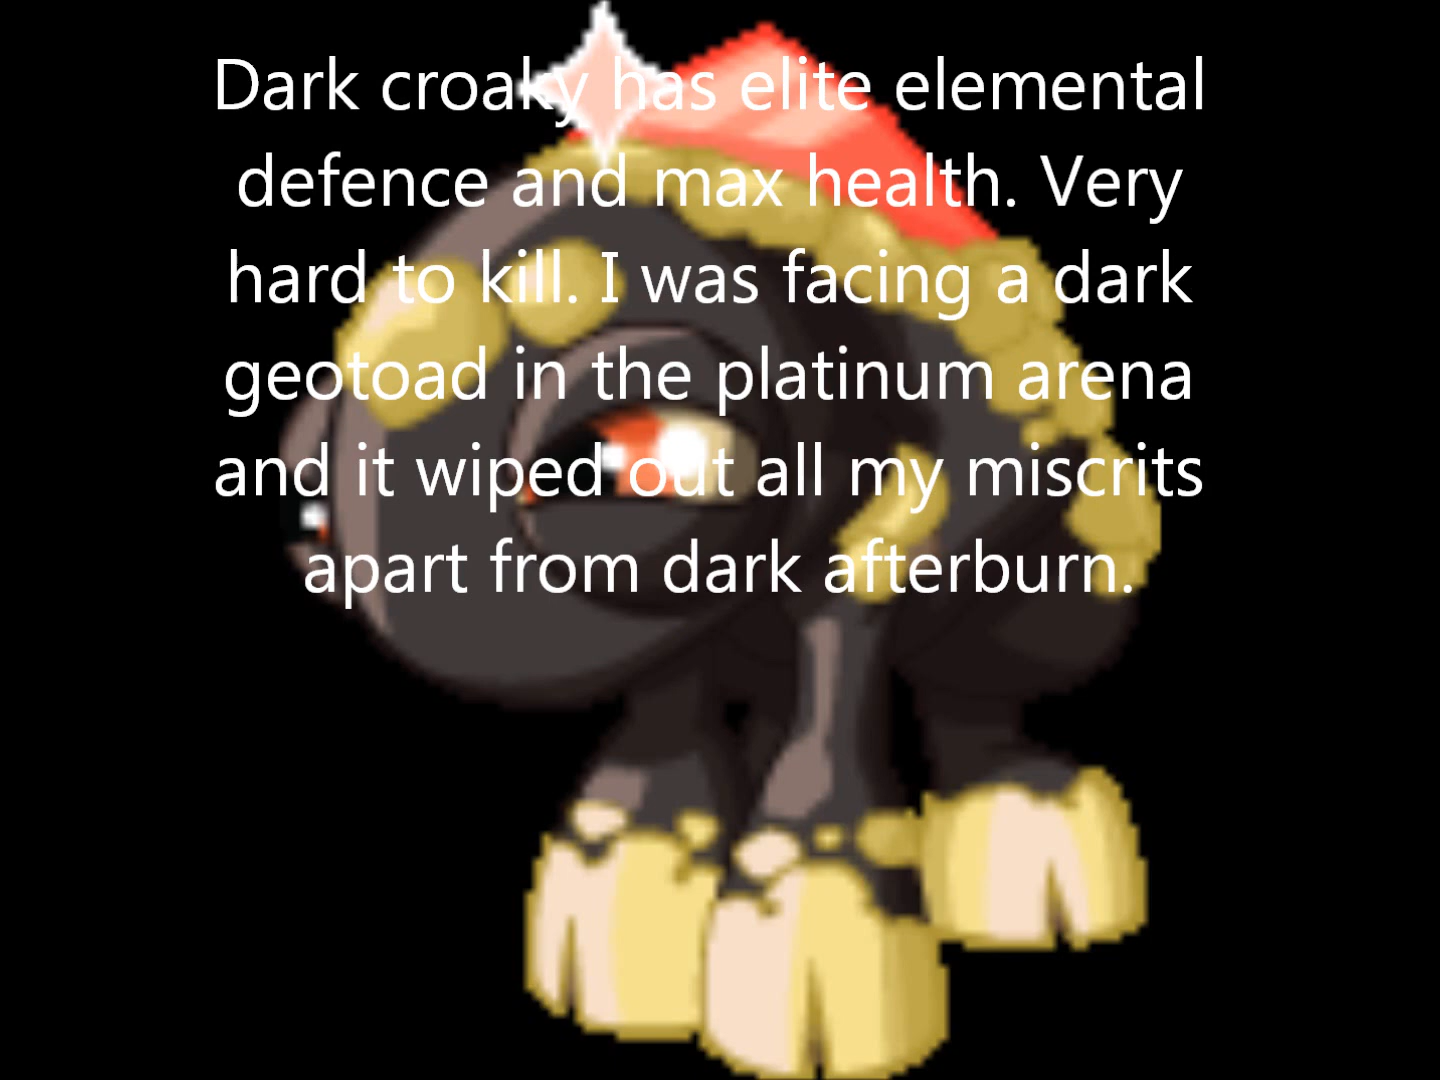 Dark croaky has elite elemental
defence and max health. Very
hard to kill. I was facing a dark
geotoad in the platinum arena
and it wiped out all my miscrits
apart from dark afterburn.